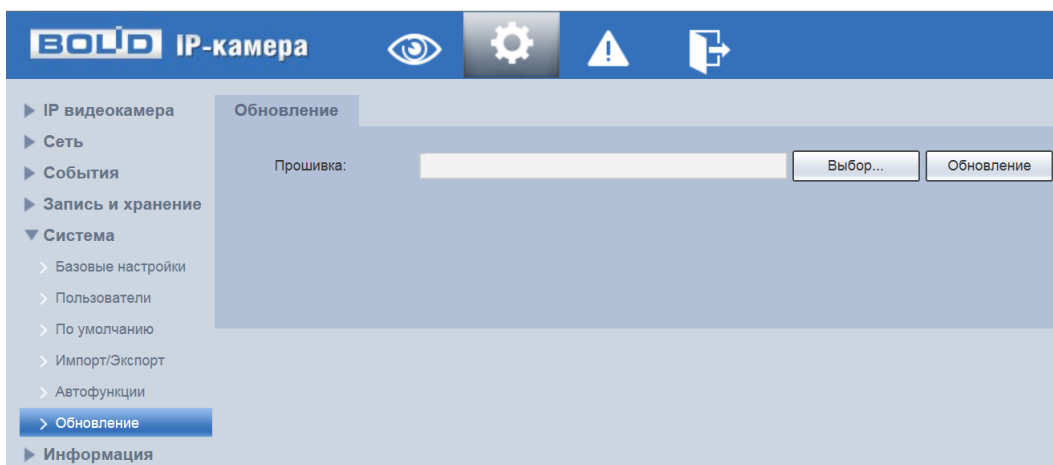 BOLID IP-камера
IP видеокамера
Сеть
События
Запись и хранение
Система
Базовые настройки
Пользователи
По умолчанию
Импорт/Экспорт
Автофункции
Обновление
Информация
Обновление
Прошивка: Выбор... Обновление